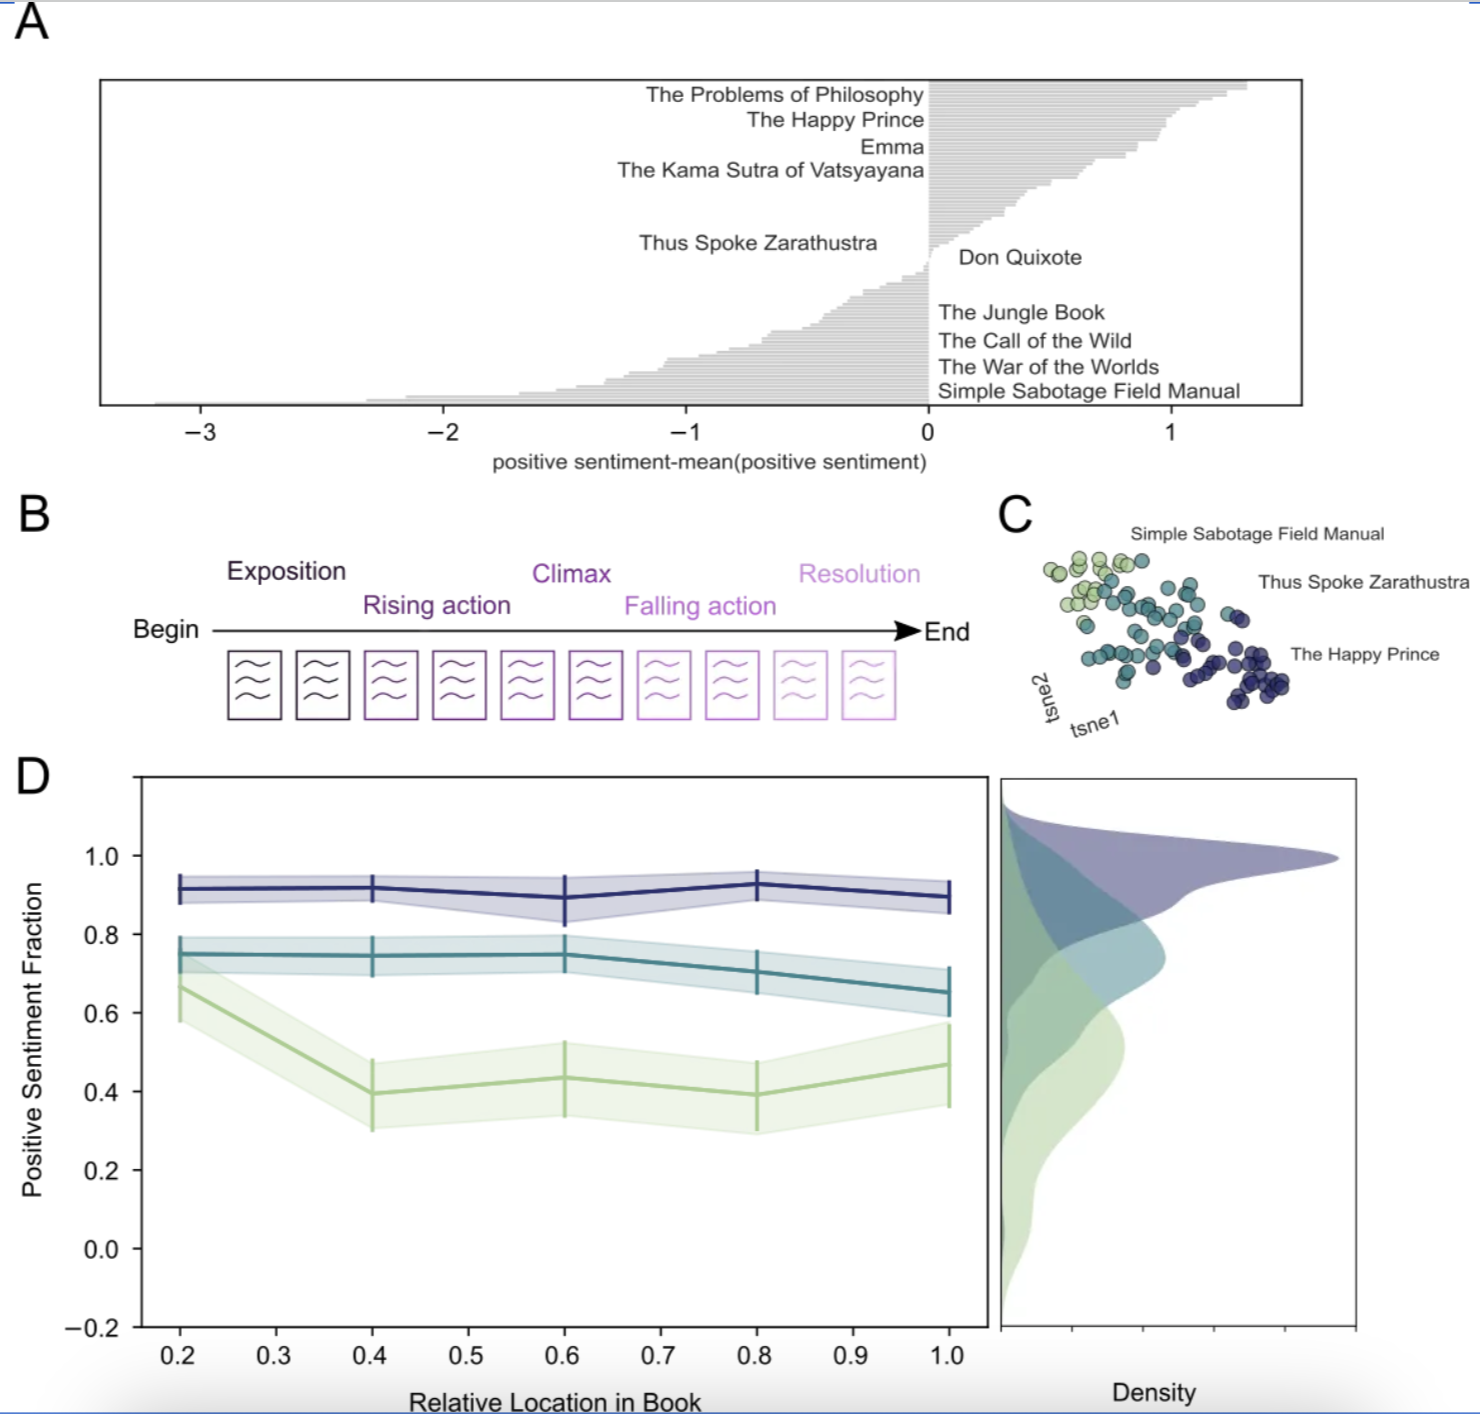 A
The Problems of Philosophy
The Happy Prince
Emma
The Kama Sutra of Vatsyayana
Thus Spoke Zarathustra
Don Quixote
The Jungle Book
The Call of the Wild
The War of the Worlds
Simple Sabotage Field Manual
−3 −2 −1 0 1
positive sentiment-mean(positive sentiment)
B
Exposition Climax Resolution
Rising action Falling action
Begin End
C
Simple Sabotage Field Manual
Thus Spoke Zarathustra
The Happy Prince
tsne2
tsne1
D
Positive Sentiment Fraction
1.0
0.8
0.6
0.4
0.2
0.0
−0.2
0.2 0.3 0.4 0.5 0.6 0.7 0.8 0.9 1.0
Relative Location in Book
Density